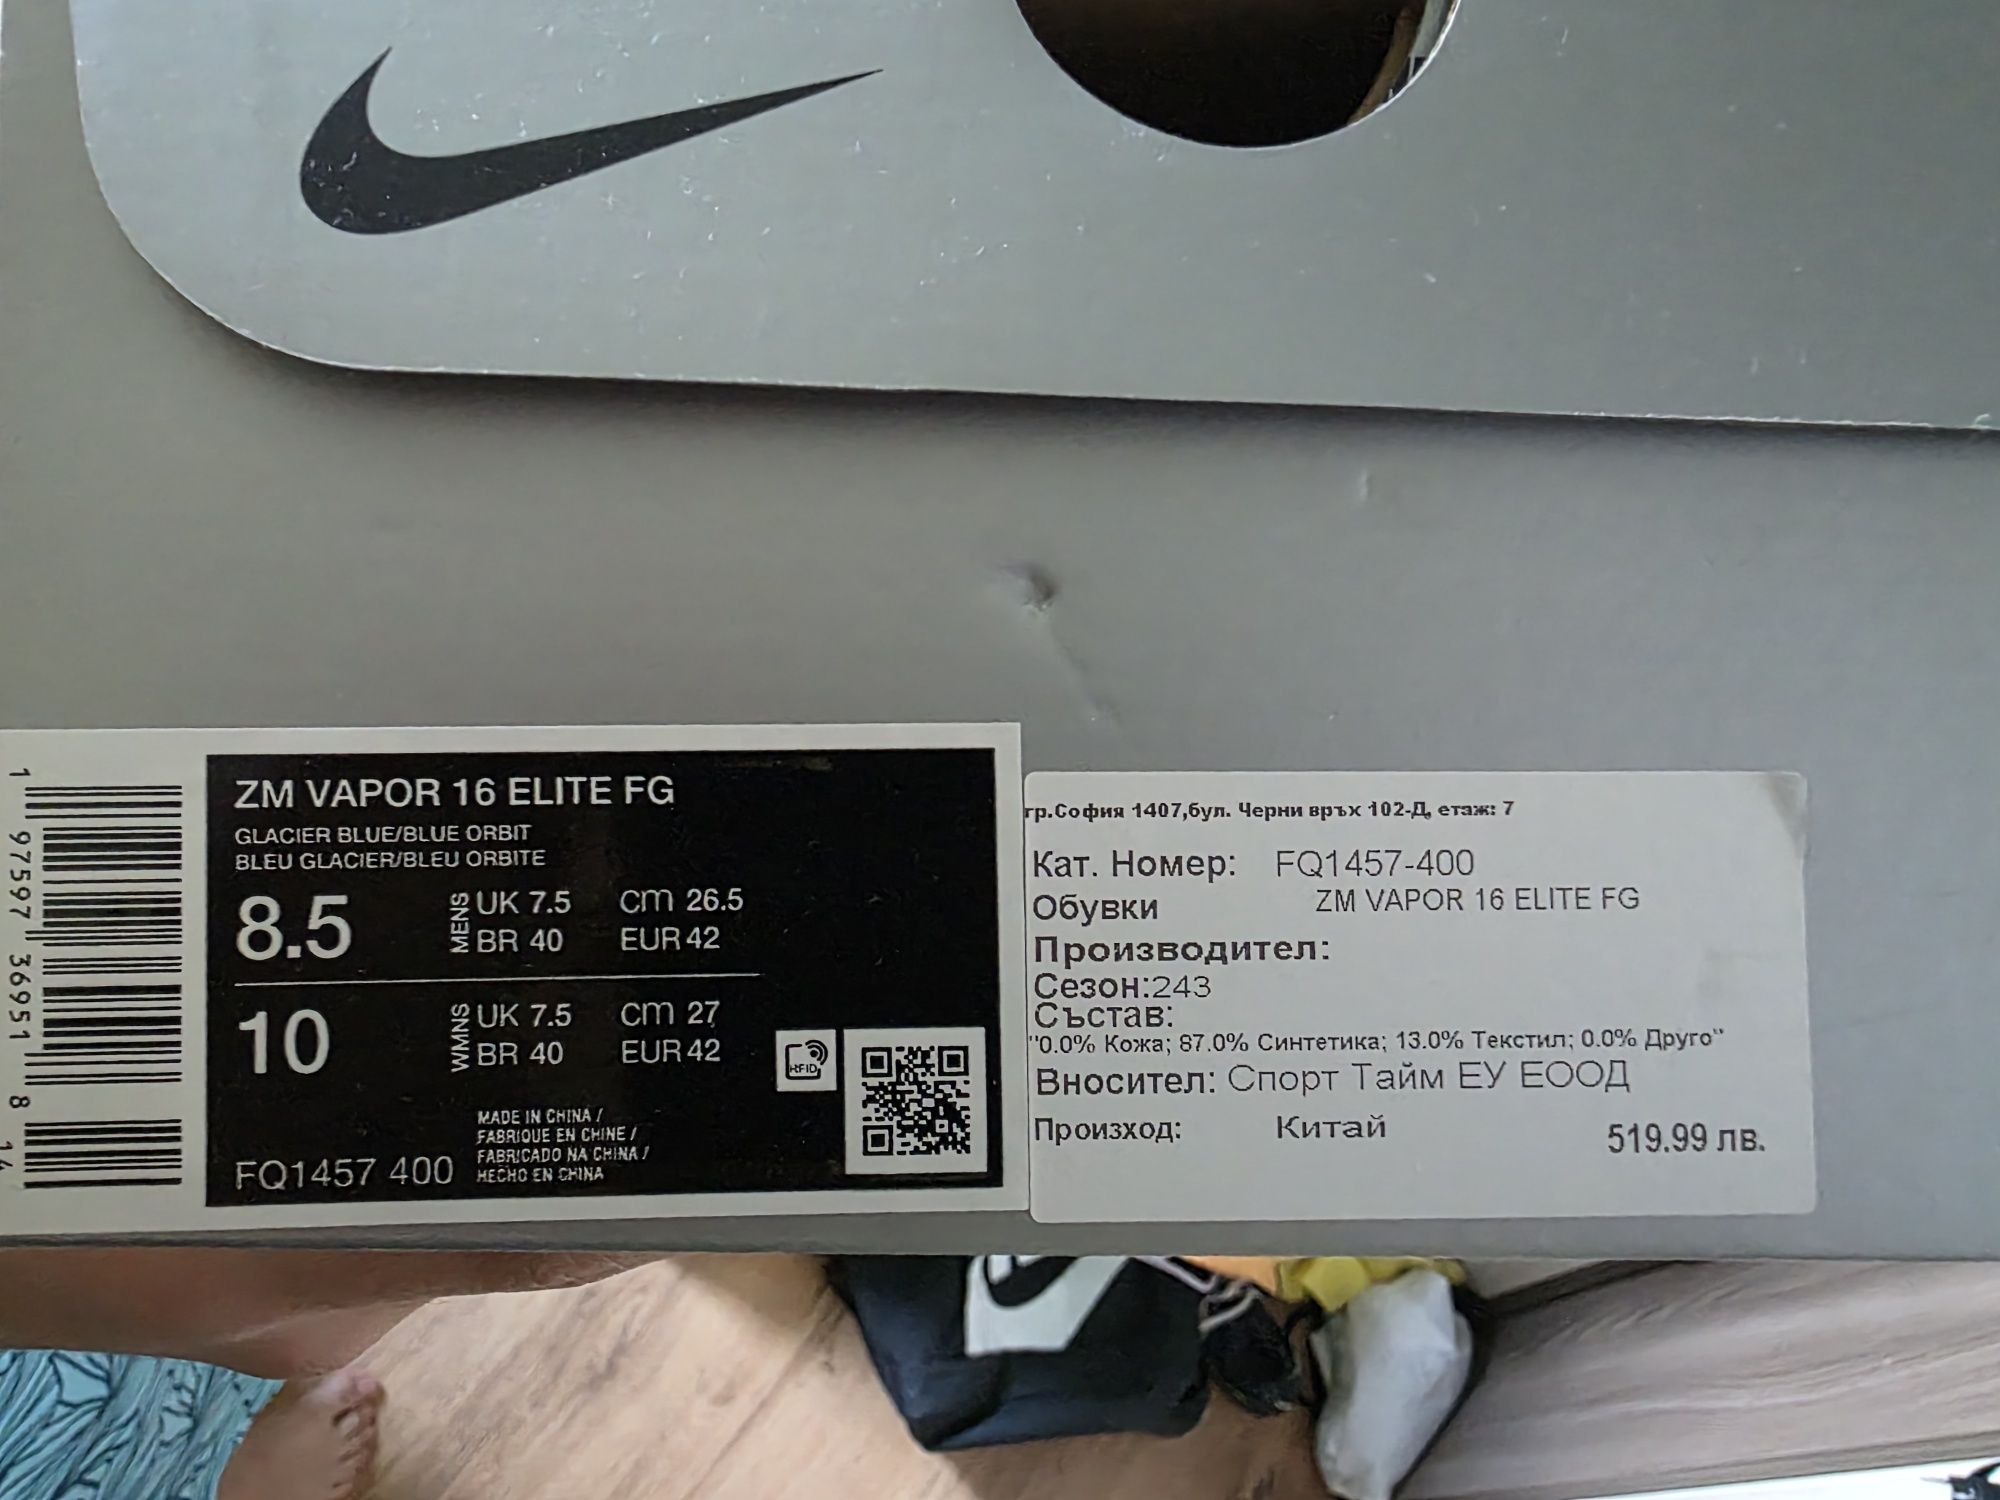 ZM VAPOR 16 ELITE FG
GLACIER BLUE/BLUE ORBIT
BLEU GLACIER/BLEU ORBITE
8.5 MENS UK 7.5 cm 26.5
BR 40 EUR 42
10 WMNS UK 7.5 cm 27
BR 40 EUR 42
RFID
MADE IN CHINA /
FABRIQUE EN CHINE /
FABRICADO NA CHINA /
HECHO EN CHINA
FQ1457 400
1 97597 36951 8
14
гр.София 1407,бул. Черни връх 102-Д, етаж: 7
Кат. Номер: FQ1457-400
Обувки ZM VAPOR 16 ELITE FG
Производител:
Сезон:243
Състав:
"0.0% Кожа; 87.0% Синтетика; 13.0% Текстил; 0.0% Друго"
Вносител: Спорт Тайм ЕУ ЕООД
Произход: Китай
519.99 лв.